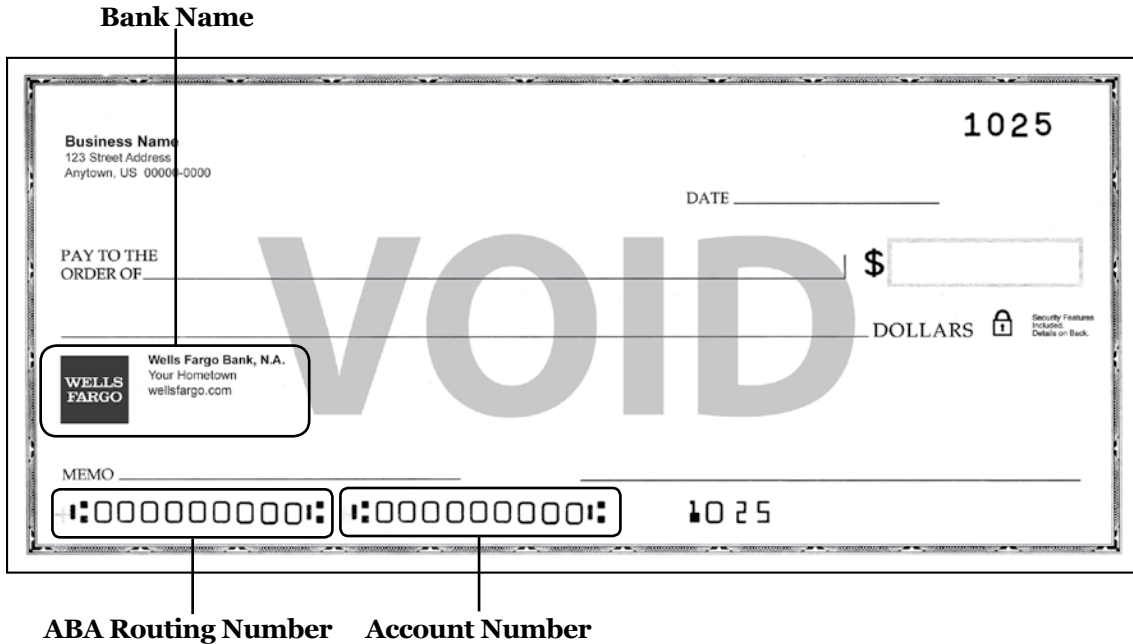 Bank Name
1025
Business Name
123 Street Address
Anytown, US 00000-0000
DATE
PAY TO THE
ORDER OF
$
VOID
DOLLARS
Security Features
Included.
Details on Back.
WELLS
FARGO
Wells Fargo Bank, N.A.
Your Hometown
wellsfargo.com
MEMO
⑆000000000⑆ ⑆000000000⑆ 1025
ABA Routing Number Account Number